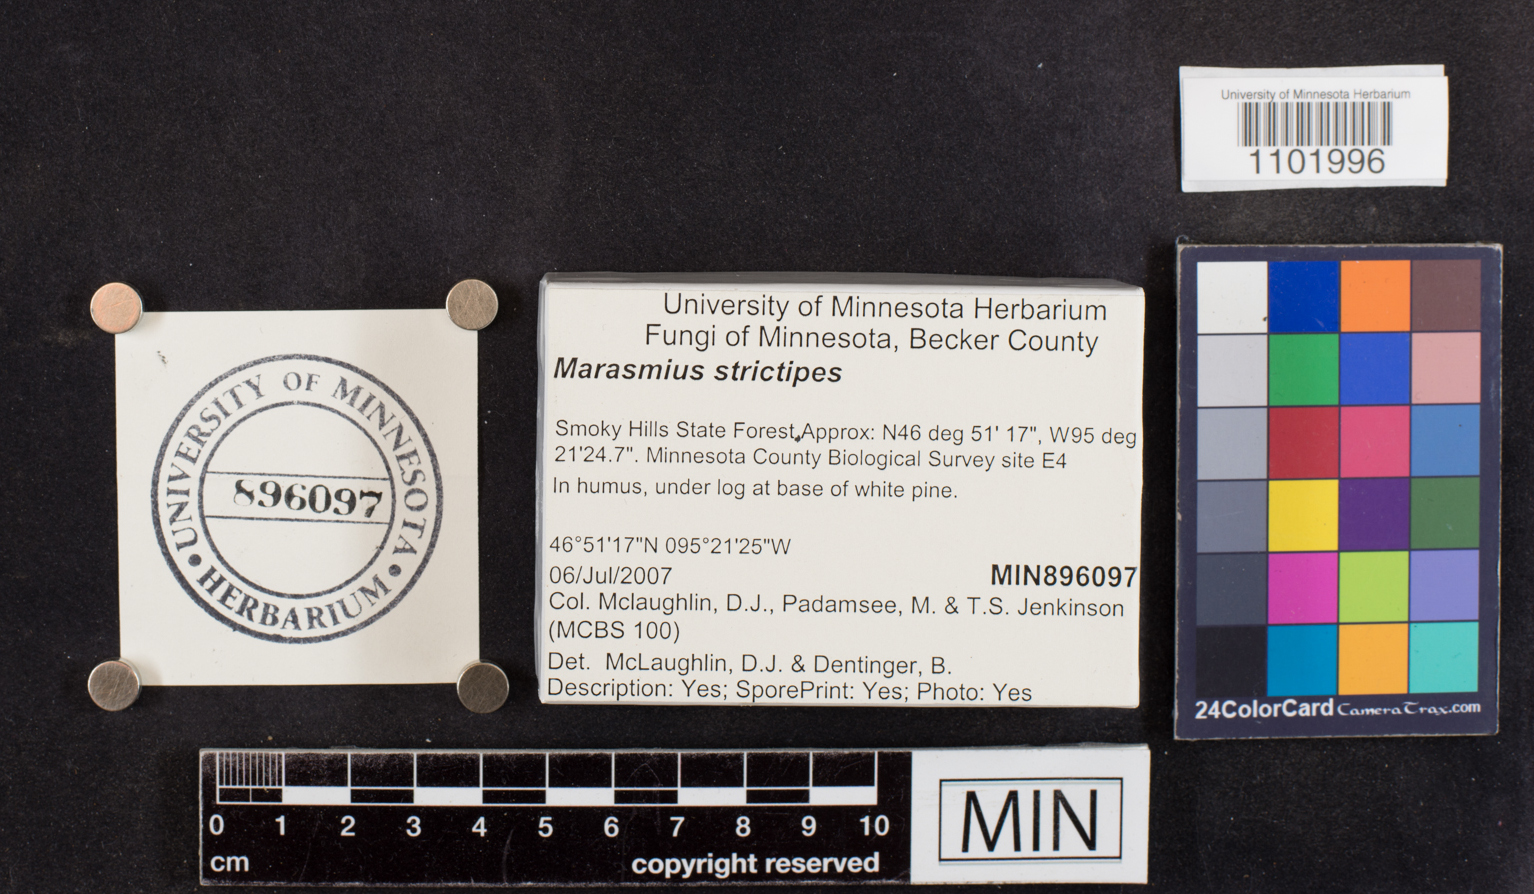 University of Minnesota Herbarium
1101996
UNIVERSITY OF MINNESOTA
896097
HERBARIUM
University of Minnesota Herbarium
Fungi of Minnesota, Becker County
Marasmius strictipes
Smoky Hills State Forest, Approx: N46 deg 51' 17", W95 deg
21'24.7". Minnesota County Biological Survey site E4
In humus, under log at base of white pine.
46°51'17"N 095°21'25"W
06/Jul/2007 MIN896097
Col. Mclaughlin, D.J., Padamsee, M. & T.S. Jenkinson
(MCBS 100)
Det. McLaughlin, D.J. & Dentinger, B.
Description: Yes; SporePrint: Yes; Photo: Yes
24ColorCard CameraTrax.com
0 1 2 3 4 5 6 7 8 9 10
cm copyright reserved
MIN